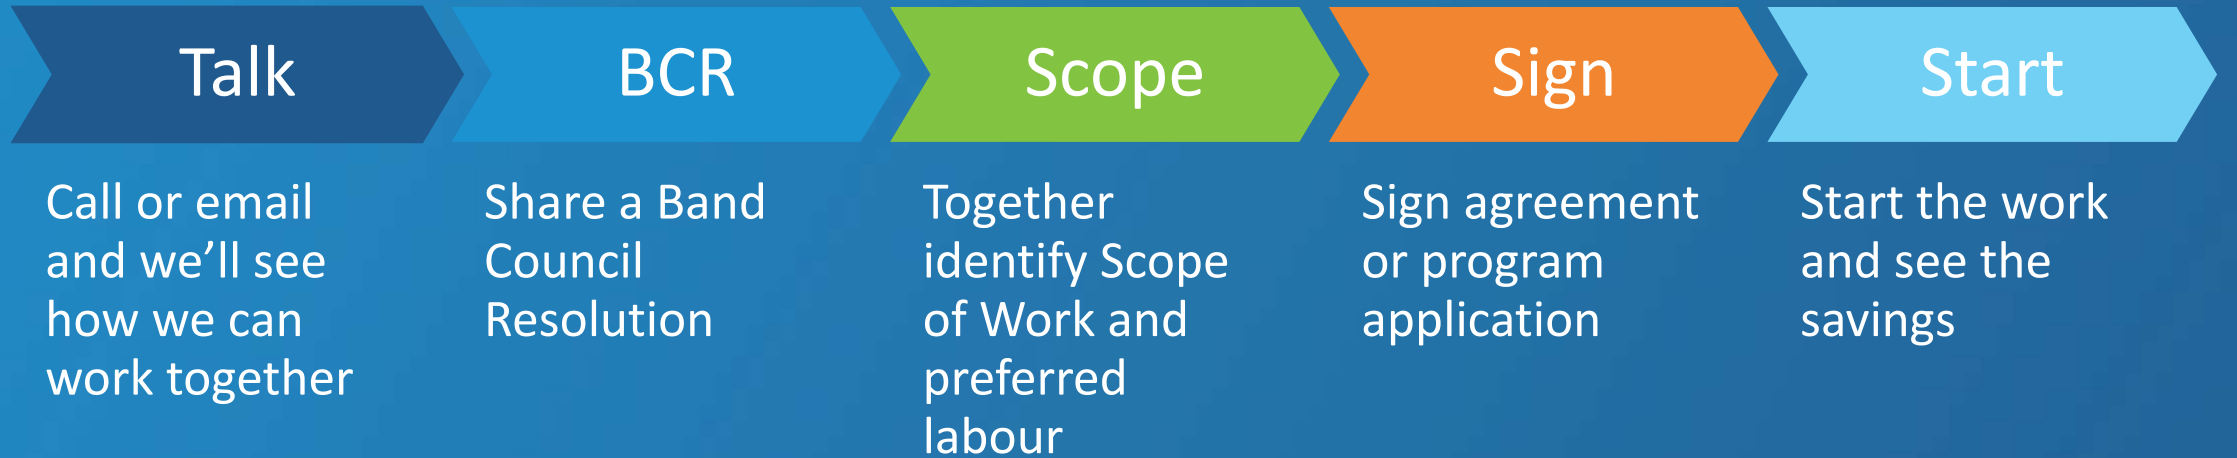 Talk
BCR
Scope
Sign
Start
Call or email
and we’ll see
how we can
work together
Share a Band
Council
Resolution
Together
identify Scope
of Work and
preferred
labour
Sign agreement
or program
application
Start the work
and see the
savings